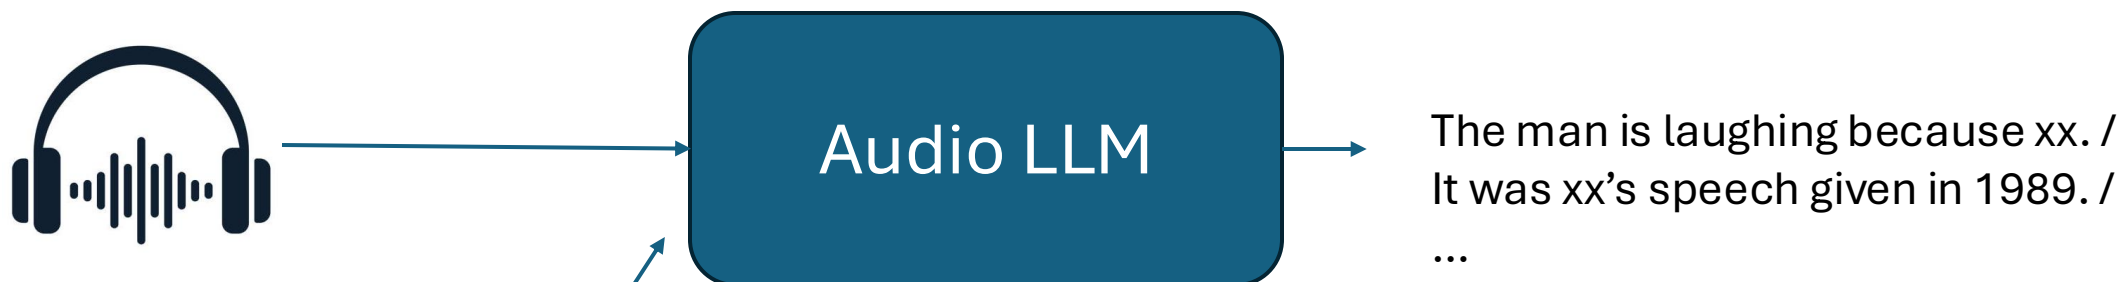 Audio LLM
The man is laughing because xx. /
It was xx’s speech given in 1989. /
...